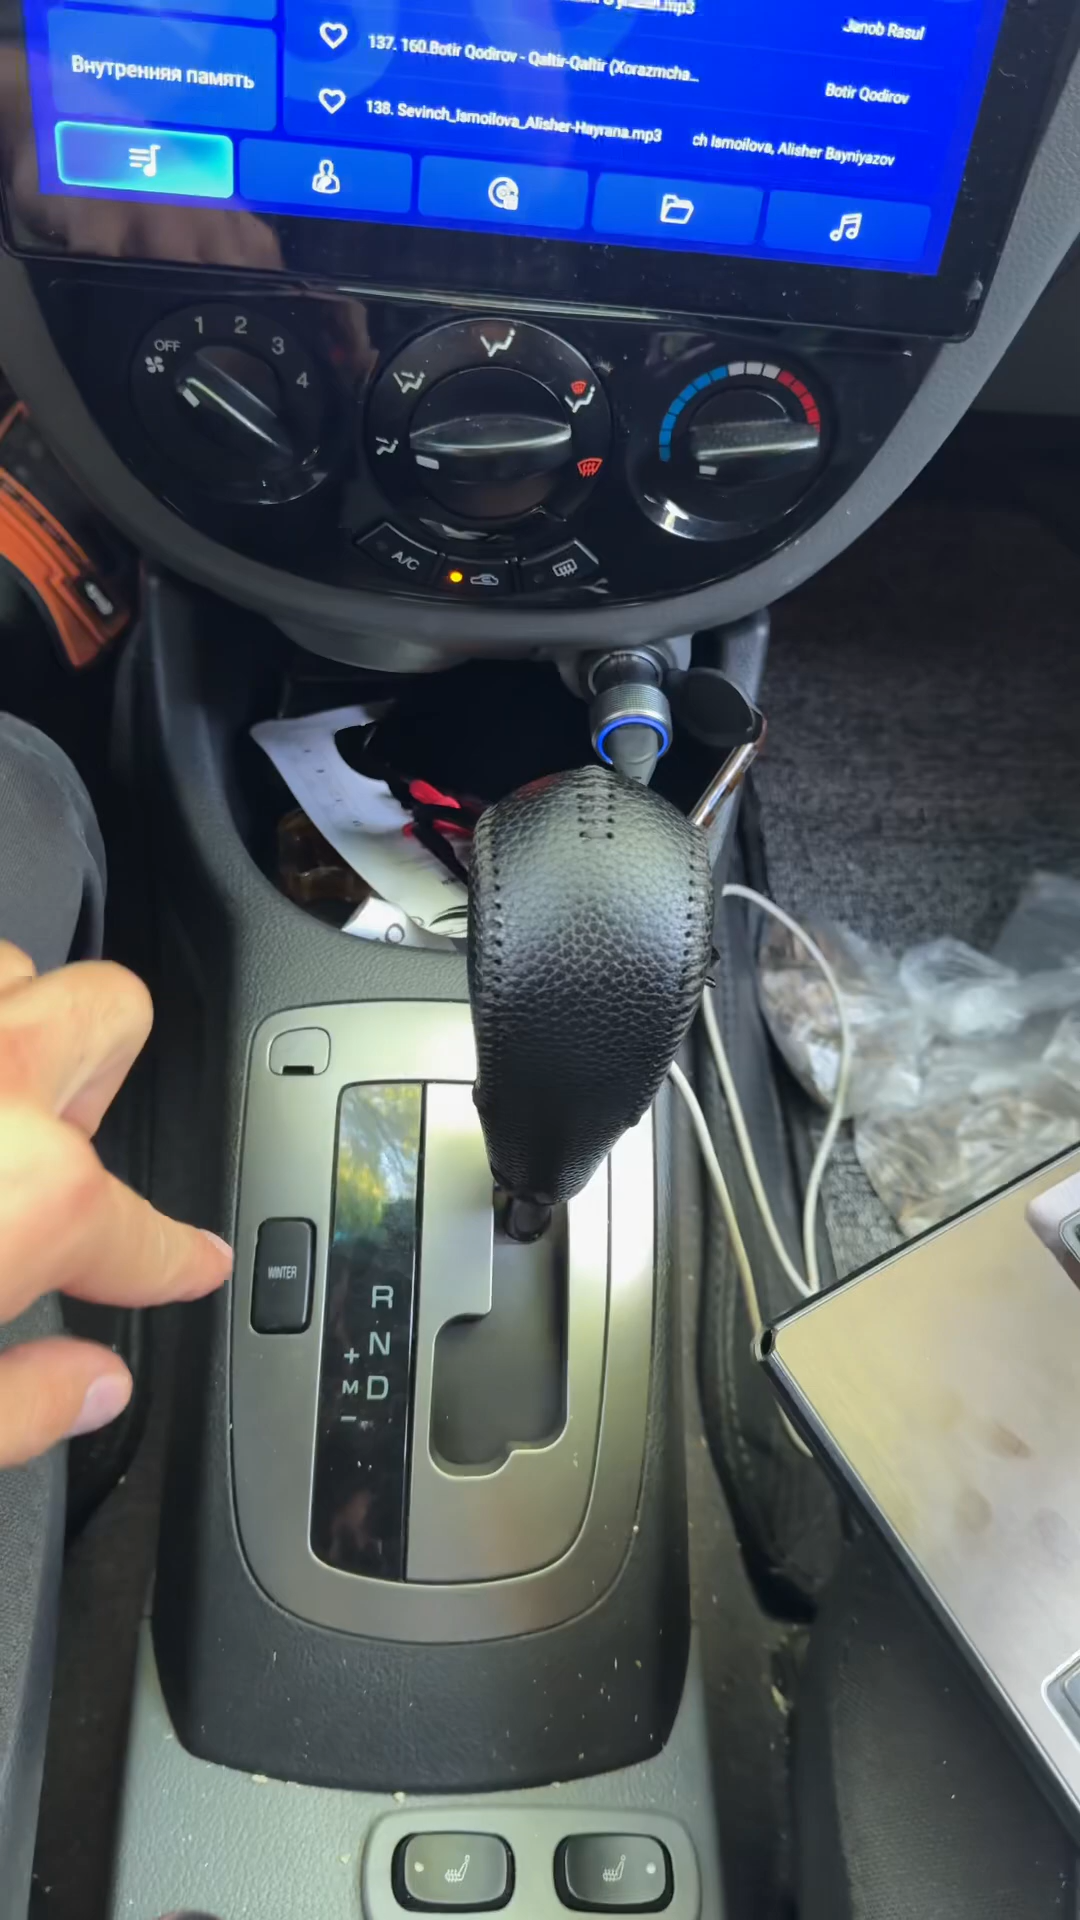 .mp3
Janob Rasul
137. 160.Botir Qodirov - Qaltir-Qaltir (Xorazmcha...
Botir Qodirov
Внутренняя память
138. Sevinch_Ismoilova_Alisher-Hayrana.mp3
ch Ismoilova, Alisher Bayniyazov
OFF 1 2 3 4
A/C
WINTER
R
N
+
M D
−